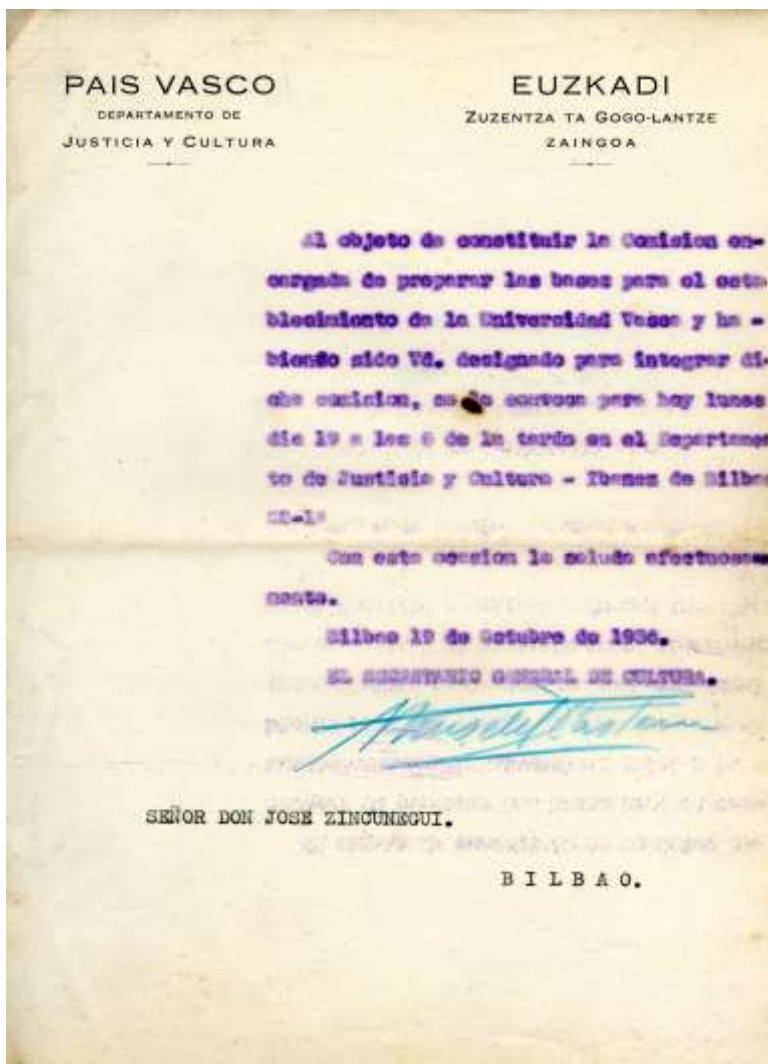 PAIS VASCO
DEPARTAMENTO DE
JUSTICIA Y CULTURA
EUZKADI
ZUZENTZA TA GOGO-LANTZE
ZAINGOA
Al objeto de constituir la Comision en-
cargada de preparar las bases para el esta-
blecimiento de la Universidad Vasca y ha -
biendo sido Vd. designado para integrar di-
cha comision, se le convoca para hoy lunes
dia 19 a las 6 de la tarde en el Departamen
to de Justicia y Cultura - Ibanez de Bilbao
Con esta ocasion le saluda afectuosa-
mente.
Bilbao 19 de Octubre de 1936.
EL SECRETARIO GENERAL DE CULTURA.
SEÑOR DON JOSE ZINCUNEGUI.
BILBAO.